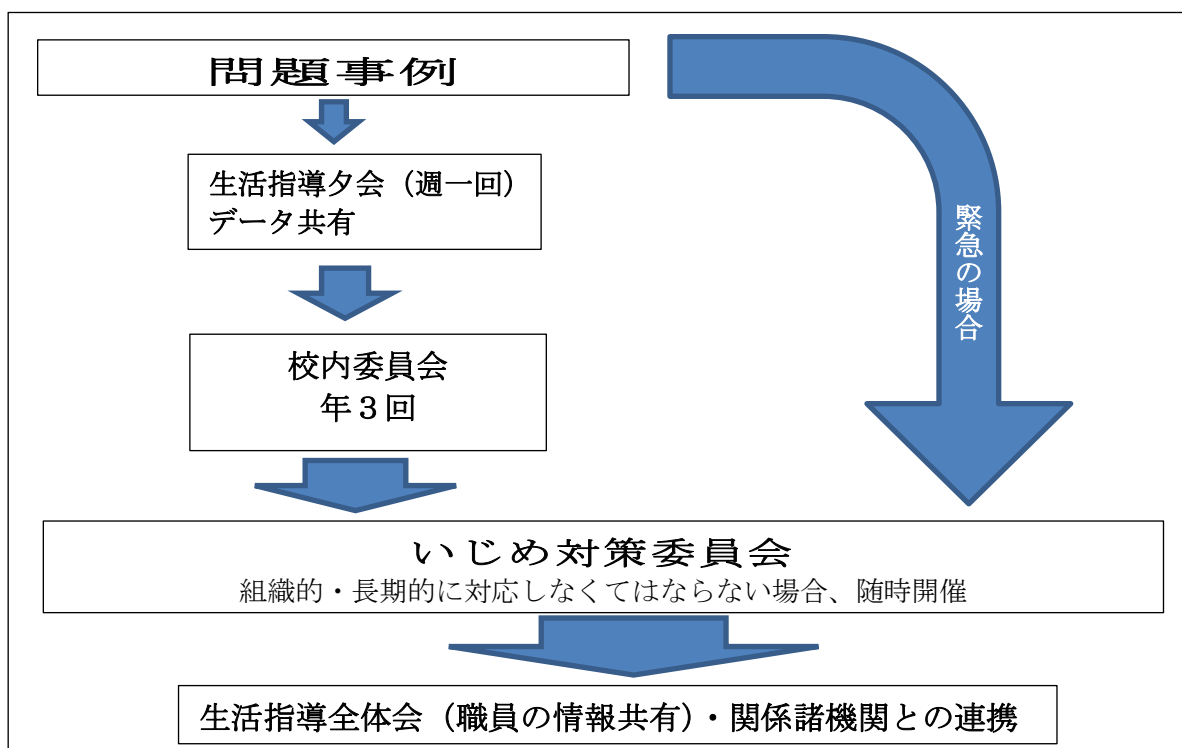 問題事例
生活指導夕会（週一回）
データ共有
緊急の場合
校内委員会
年３回
いじめ対策委員会
組織的・長期的に対応しなくてはならない場合、随時開催
生活指導全体会（職員の情報共有）・関係諸機関との連携